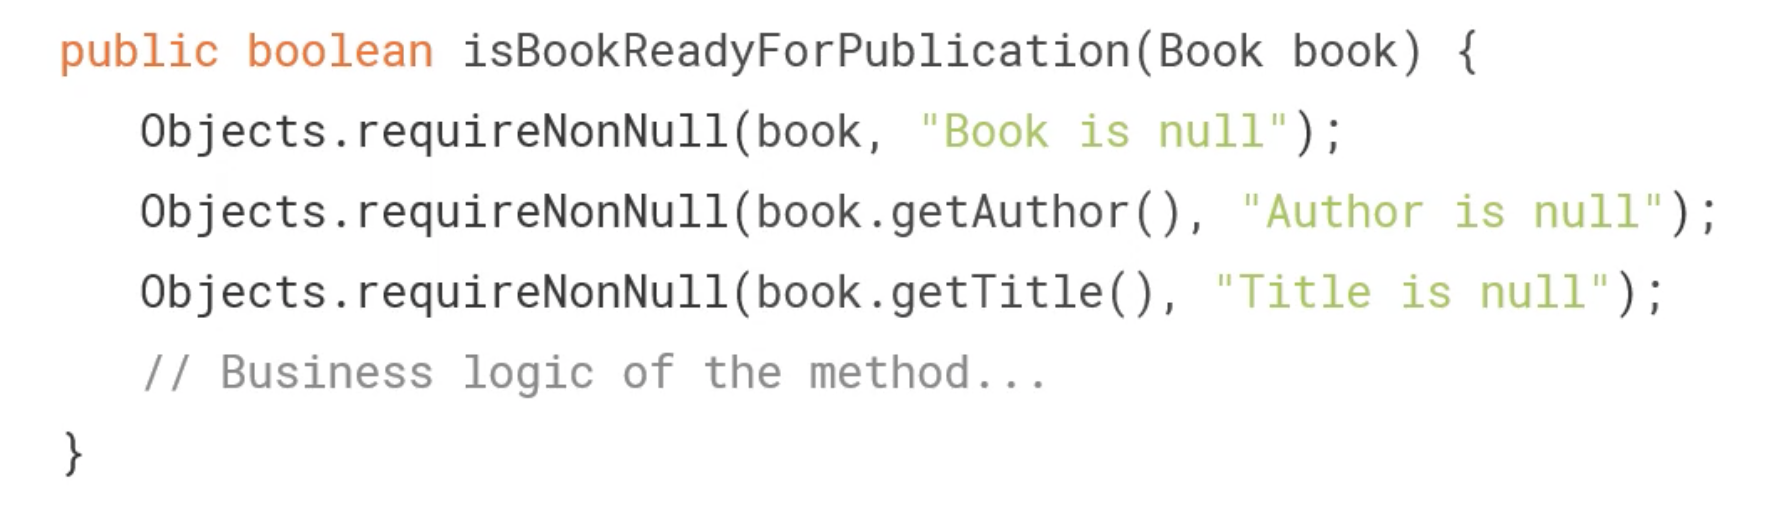 public boolean isBookReadyForPublication(Book book) {
   Objects.requireNonNull(book, "Book is null");
   Objects.requireNonNull(book.getAuthor(), "Author is null");
   Objects.requireNonNull(book.getTitle(), "Title is null");
   // Business logic of the method...
}